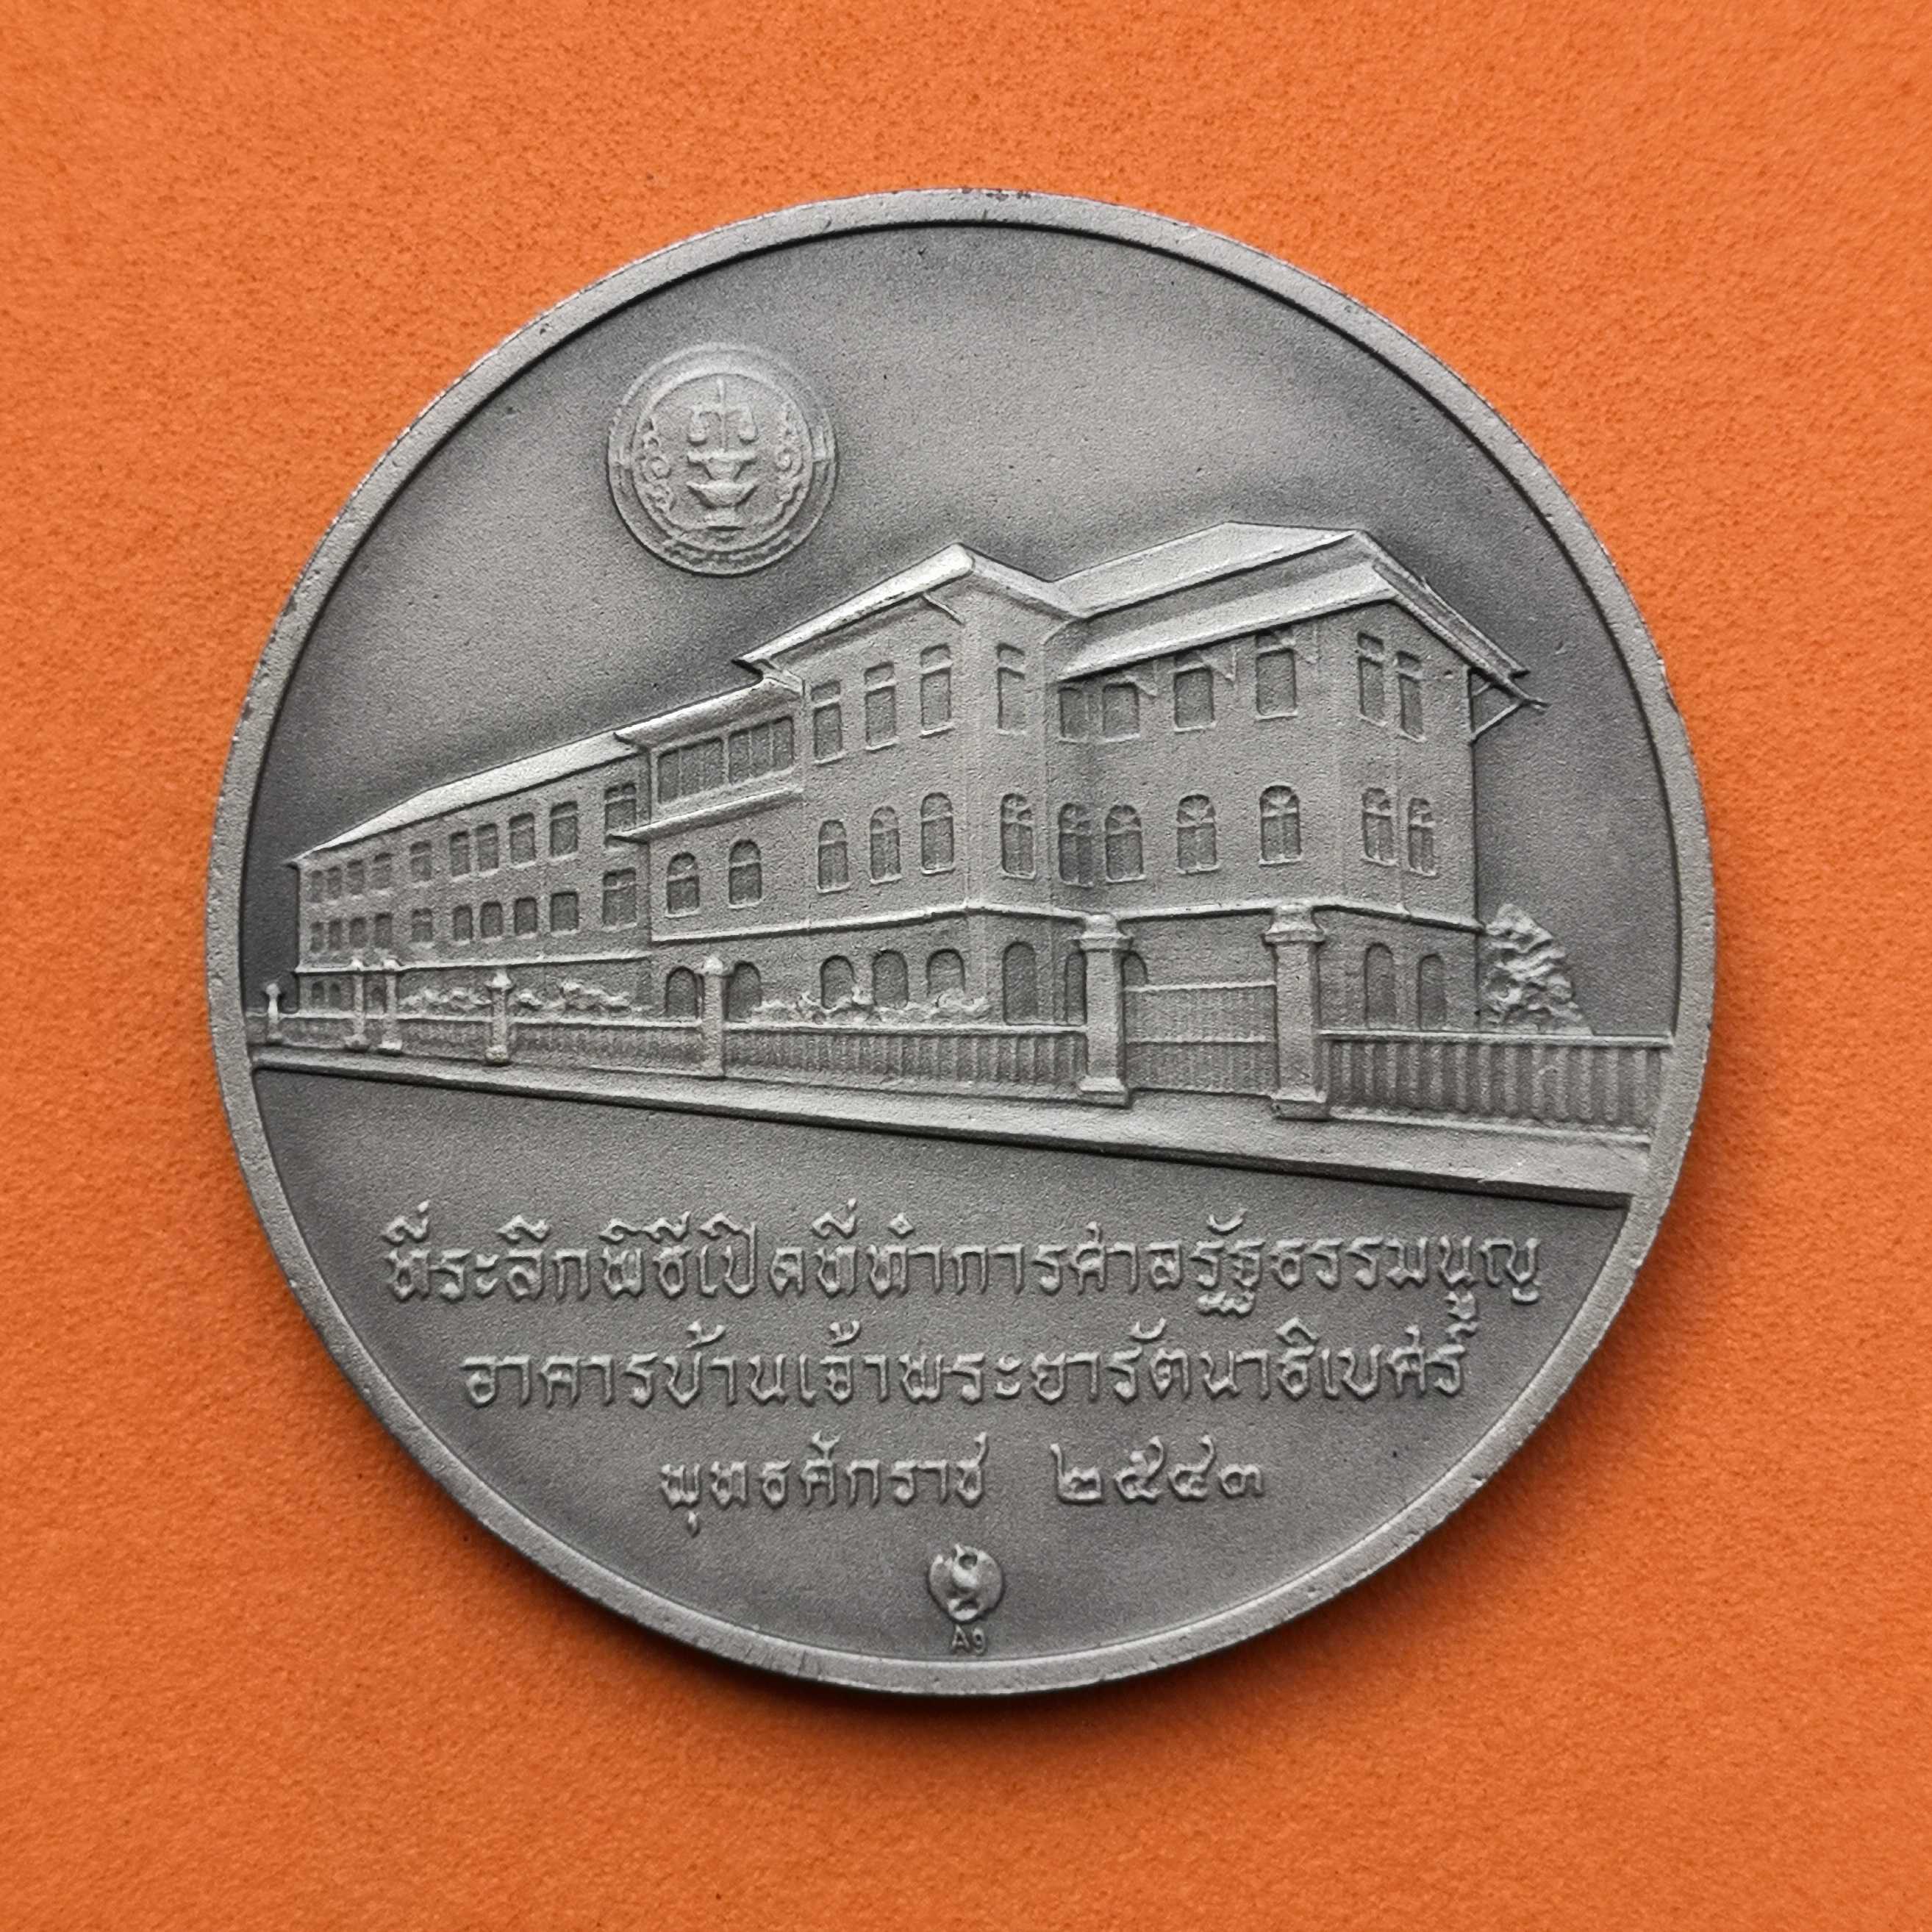 ที่ระลึกพิธีเปิดที่ทำการศาลรัฐธรรมนูญ
อาคารบ้านเจ้าพระยารัตนาธิเบศร์
พุทธศักราช ๒๕๔๓
Ag